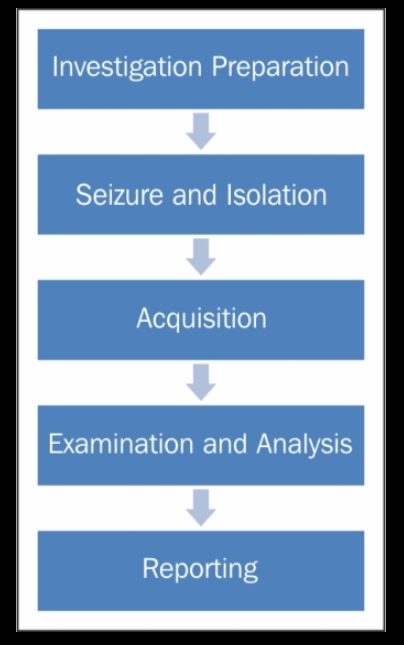 Investigation Preparation
Seizure and Isolation
Acquisition
Examination and Analysis
Reporting